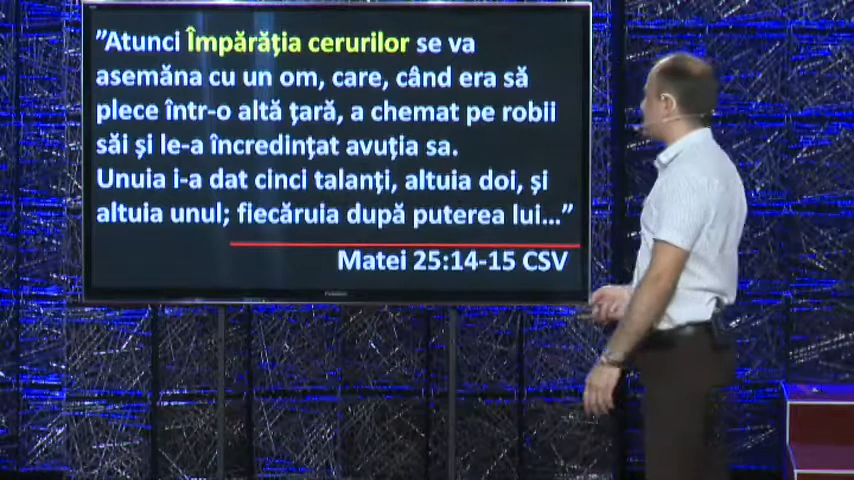 ”Atunci Împărăția cerurilor se va
asemăna cu un om, care, când era să
plece într-o altă țară, a chemat pe robii
săi și le-a încredințat avuția sa.
Unuia i-a dat cinci talanți, altuia doi, și
altuia unul; fiecăruia după puterea lui...”
Matei 25:14-15 CSV